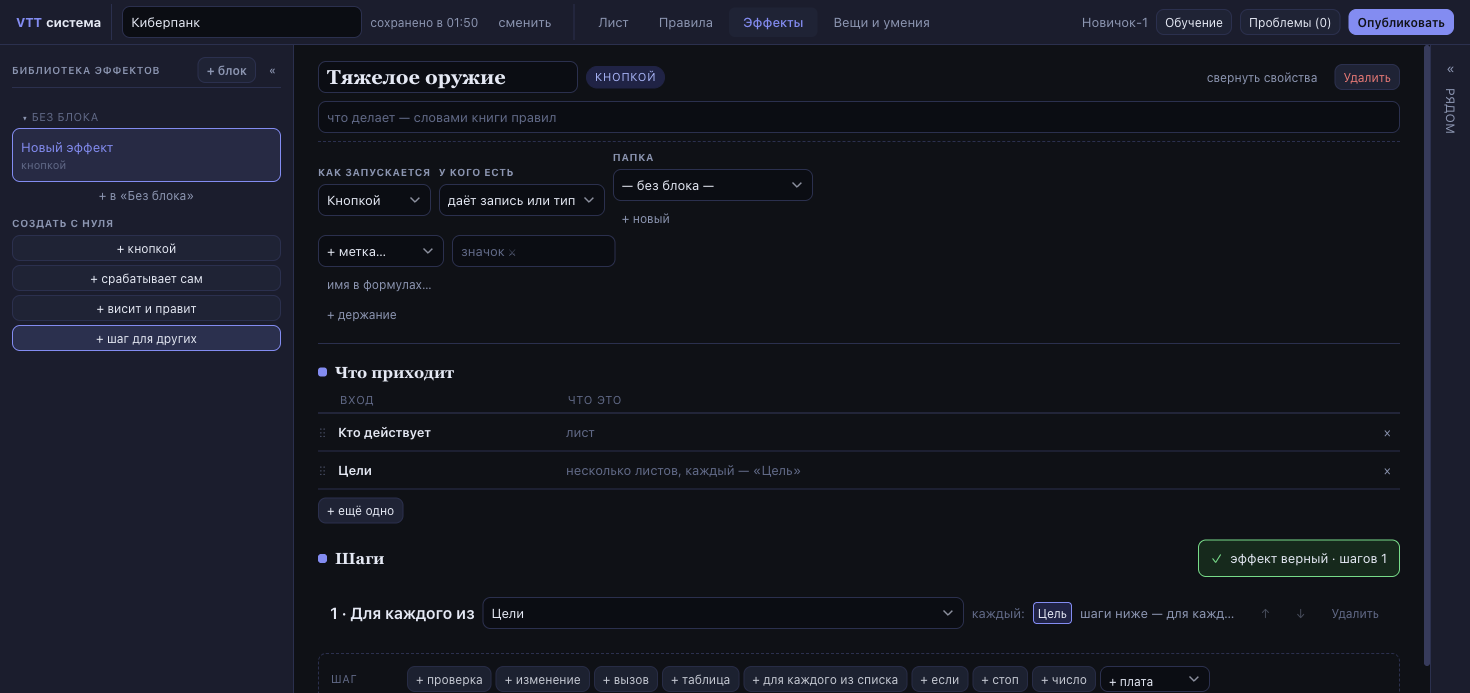 VTT система Киберпанк сохранено в 01:50 сменить Лист Правила Эффекты Вещи и умения Новичок-1 Обучение Проблемы (0) Опубликовать
БИБЛИОТЕКА ЭФФЕКТОВ + блок «
▾ БЕЗ БЛОКА
Новый эффект
кнопкой
+ в «Без блока»
СОЗДАТЬ С НУЛЯ
+ кнопкой
+ срабатывает сам
+ висит и правит
+ шаг для других
Тяжелое оружие КНОПКОЙ свернуть свойства Удалить
что делает — словами книги правил
КАК ЗАПУСКАЕТСЯ У КОГО ЕСТЬ ПАПКА
Кнопкой даёт запись или тип — без блока —
+ новый
+ метка... значок ⚔
имя в формулах...
+ держание
Что приходит
ВХОД ЧТО ЭТО
Кто действует лист ×
Цели несколько листов, каждый — «Цель» ×
+ ещё одно
Шаги ✓ эффект верный · шагов 1
1 · Для каждого из Цели каждый: Цель шаги ниже — для кажд... ↑ ↓ Удалить
ШАГ + проверка + изменение + вызов + таблица + для каждого из списка + если + стоп + число + плата
«
РЯДОМ